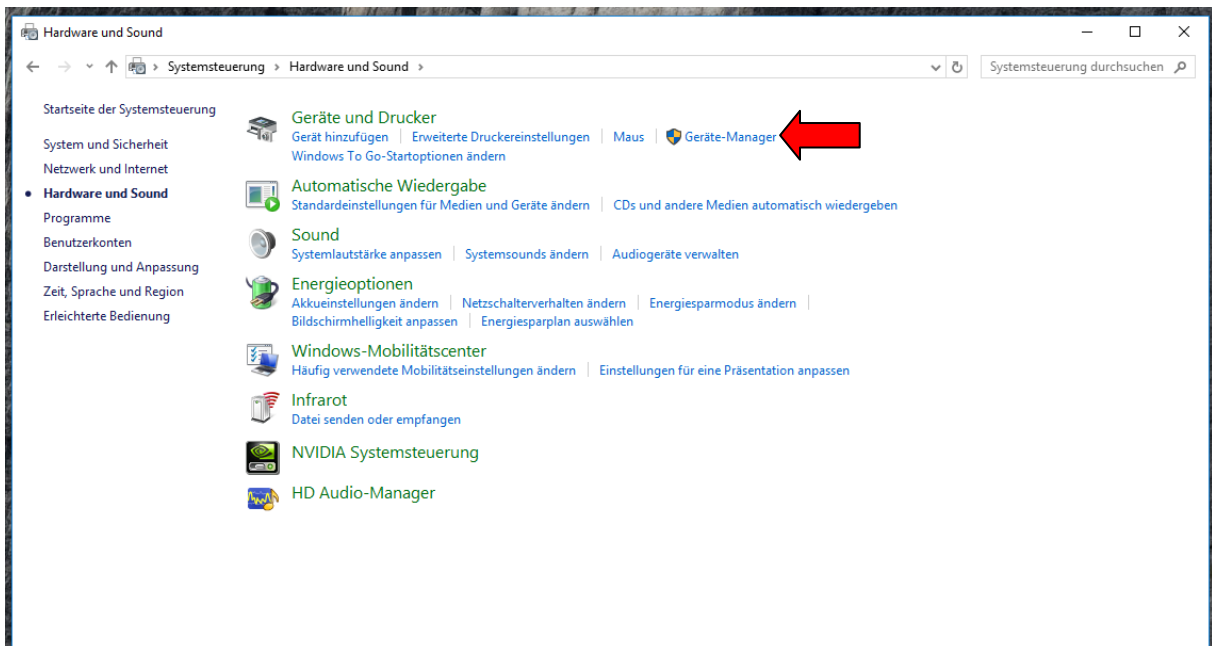 Hardware und Sound
Systemsteuerung › Hardware und Sound ›
Systemsteuerung durchsuchen
Startseite der Systemsteuerung
System und Sicherheit
Netzwerk und Internet
Hardware und Sound
Programme
Benutzerkonten
Darstellung und Anpassung
Zeit, Sprache und Region
Erleichterte Bedienung
Geräte und Drucker
Gerät hinzufügen | Erweiterte Druckereinstellungen | Maus | Geräte-Manager
Windows To Go-Startoptionen ändern
Automatische Wiedergabe
Standardeinstellungen für Medien und Geräte ändern | CDs und andere Medien automatisch wiedergeben
Sound
Systemlautstärke anpassen | Systemsounds ändern | Audiogeräte verwalten
Energieoptionen
Akkueinstellungen ändern | Netzschalterverhalten ändern | Energiesparmodus ändern |
Bildschirmhelligkeit anpassen | Energiesparplan auswählen
Windows-Mobilitätscenter
Häufig verwendete Mobilitätseinstellungen ändern | Einstellungen für eine Präsentation anpassen
Infrarot
Datei senden oder empfangen
NVIDIA Systemsteuerung
HD Audio-Manager